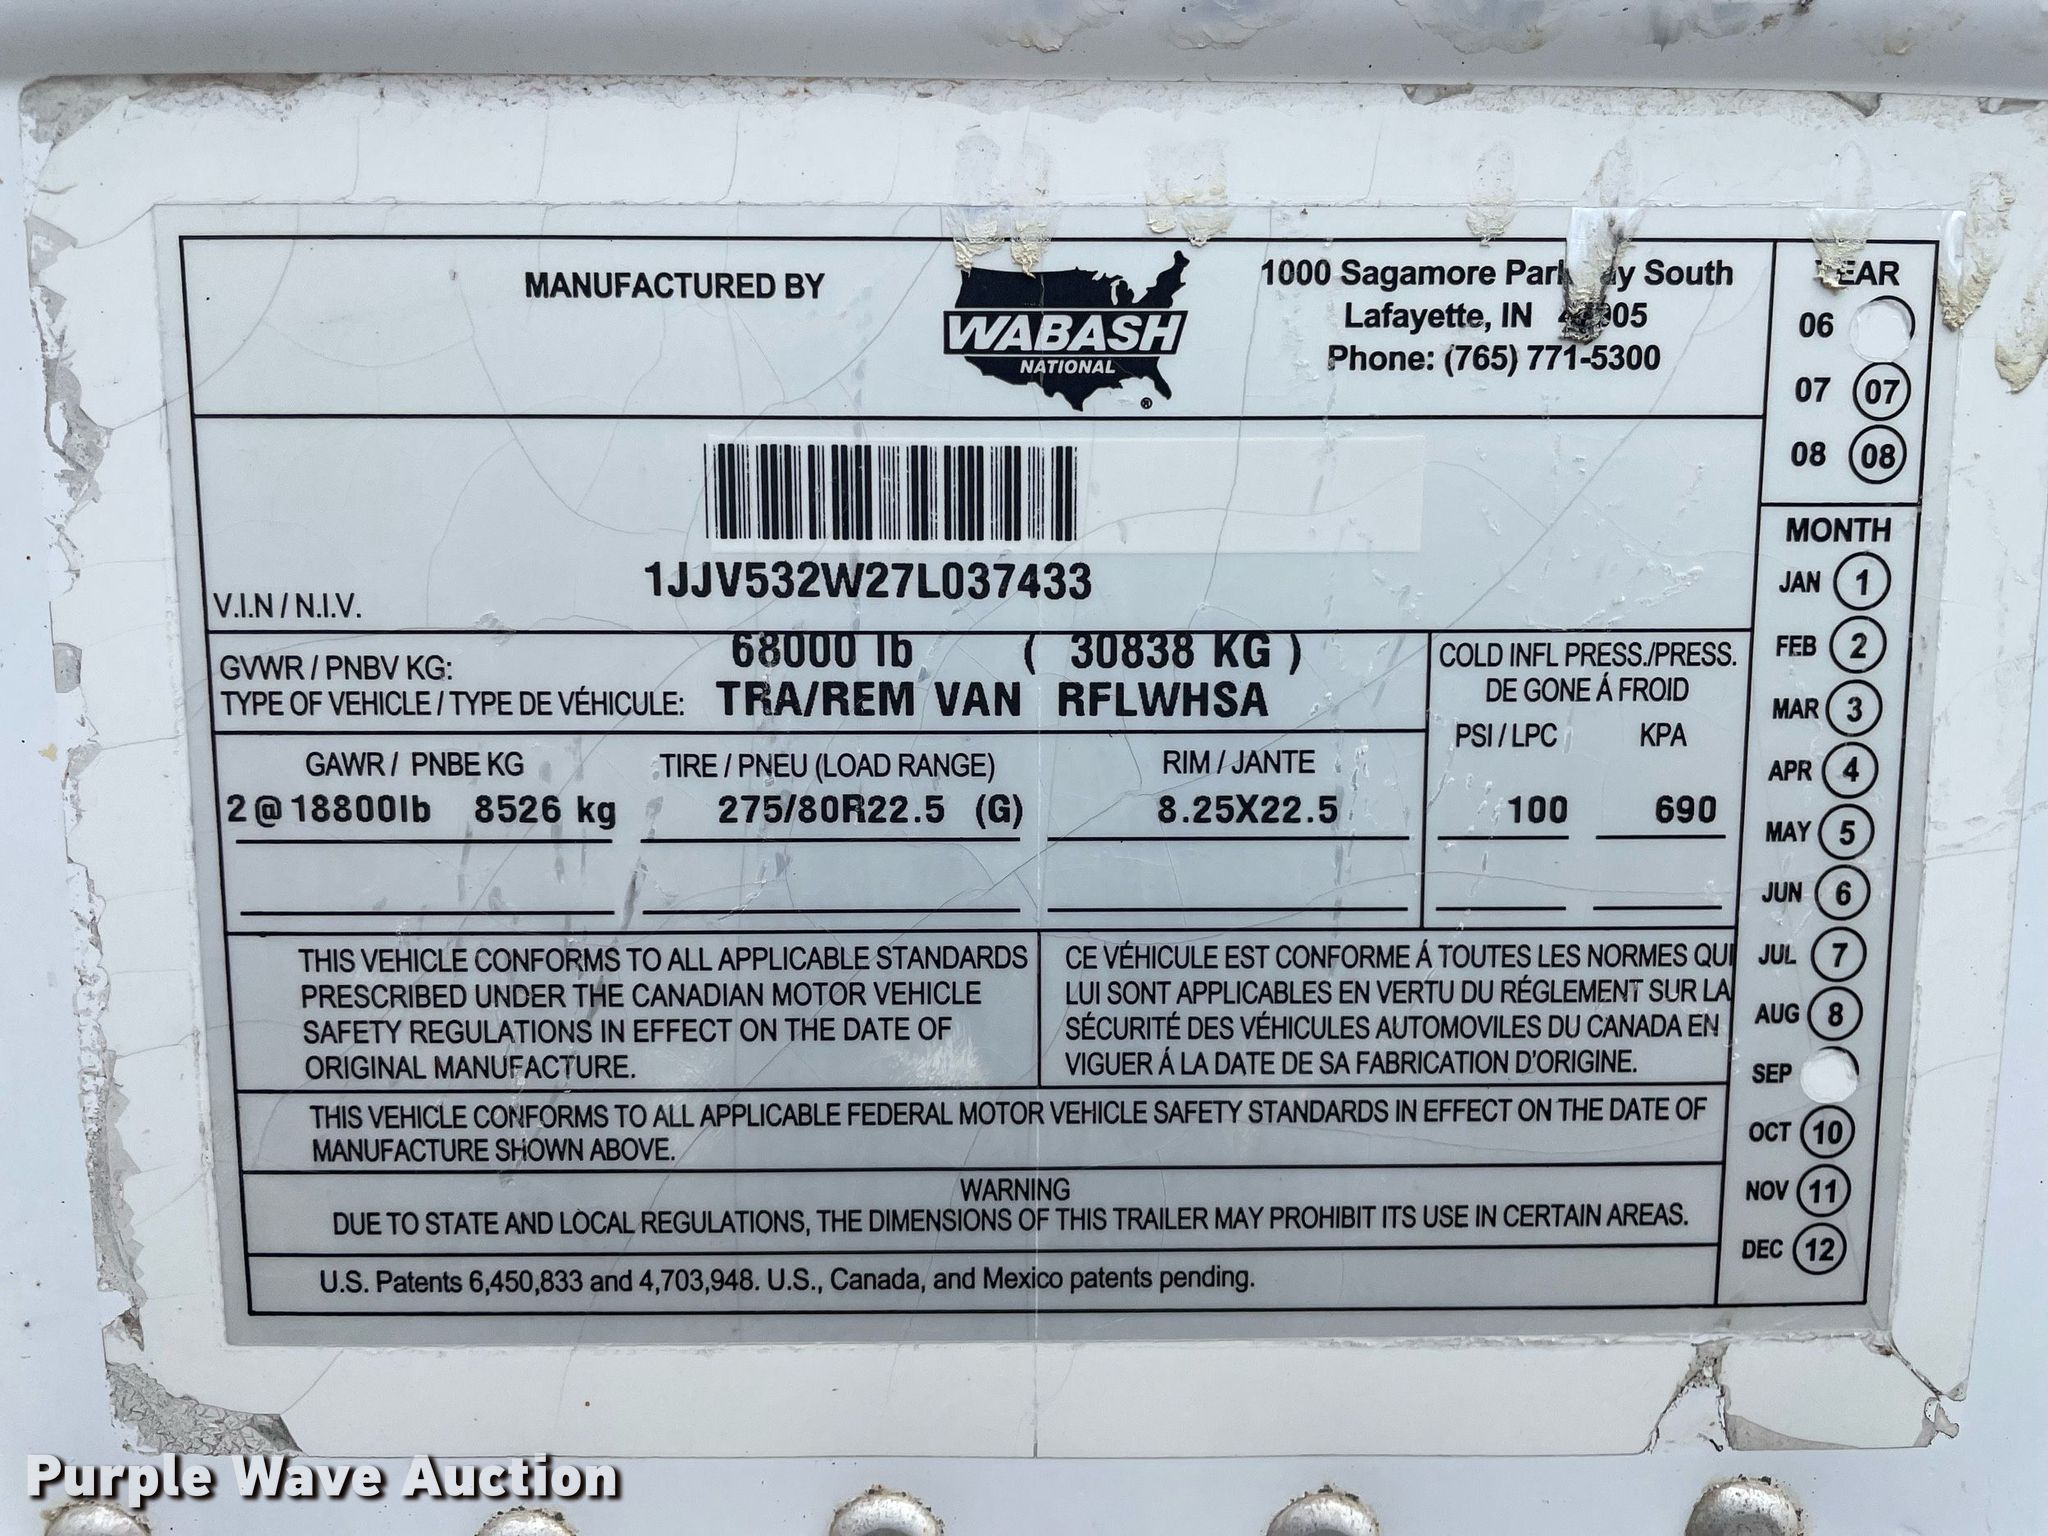 MANUFACTURED BY
WABASH
NATIONAL
®
1000 Sagamore South
Lafayette, IN
Phone: (765) 771-5300
V.I.N / N.I.V.
1JJV532W27L037433
GVWR / PNBV KG: 68000 lb ( 30838 KG )
TYPE OF VEHICLE / TYPE DE VÉHICULE: TRA/REM VAN RFLWHSA
COLD INFL PRESS./PRESS.
DE GONE Á FROID
PSI / LPC KPA
100 690
GAWR / PNBE KG TIRE / PNEU (LOAD RANGE) RIM / JANTE
2 @ 18800lb 8526 kg 275/80R22.5 (G) 8.25X22.5
THIS VEHICLE CONFORMS TO ALL APPLICABLE STANDARDS
PRESCRIBED UNDER THE CANADIAN MOTOR VEHICLE
SAFETY REGULATIONS IN EFFECT ON THE DATE OF
ORIGINAL MANUFACTURE.
CE VÉHICULE EST CONFORME Á TOUTES LES NORMES QUI
LUI SONT APPLICABLES EN VERTU DU RÉGLEMENT SUR LA
SÉCURITÉ DES VÉHICULES AUTOMOVILES DU CANADA EN
VIGUER Á LA DATE DE SA FABRICATION D'ORIGINE.
THIS VEHICLE CONFORMS TO ALL APPLICABLE FEDERAL MOTOR VEHICLE SAFETY STANDARDS IN EFFECT ON THE DATE OF
MANUFACTURE SHOWN ABOVE.
WARNING
DUE TO STATE AND LOCAL REGULATIONS, THE DIMENSIONS OF THIS TRAILER MAY PROHIBIT ITS USE IN CERTAIN AREAS.
U.S. Patents 6,450,833 and 4,703,948. U.S., Canada, and Mexico patents pending.
YEAR
06
07 07
08 08
MONTH
JAN 1
FEB 2
MAR 3
APR 4
MAY 5
JUN 6
JUL 7
AUG 8
SEP
OCT 10
NOV 11
DEC 12
Purple Wave Auction